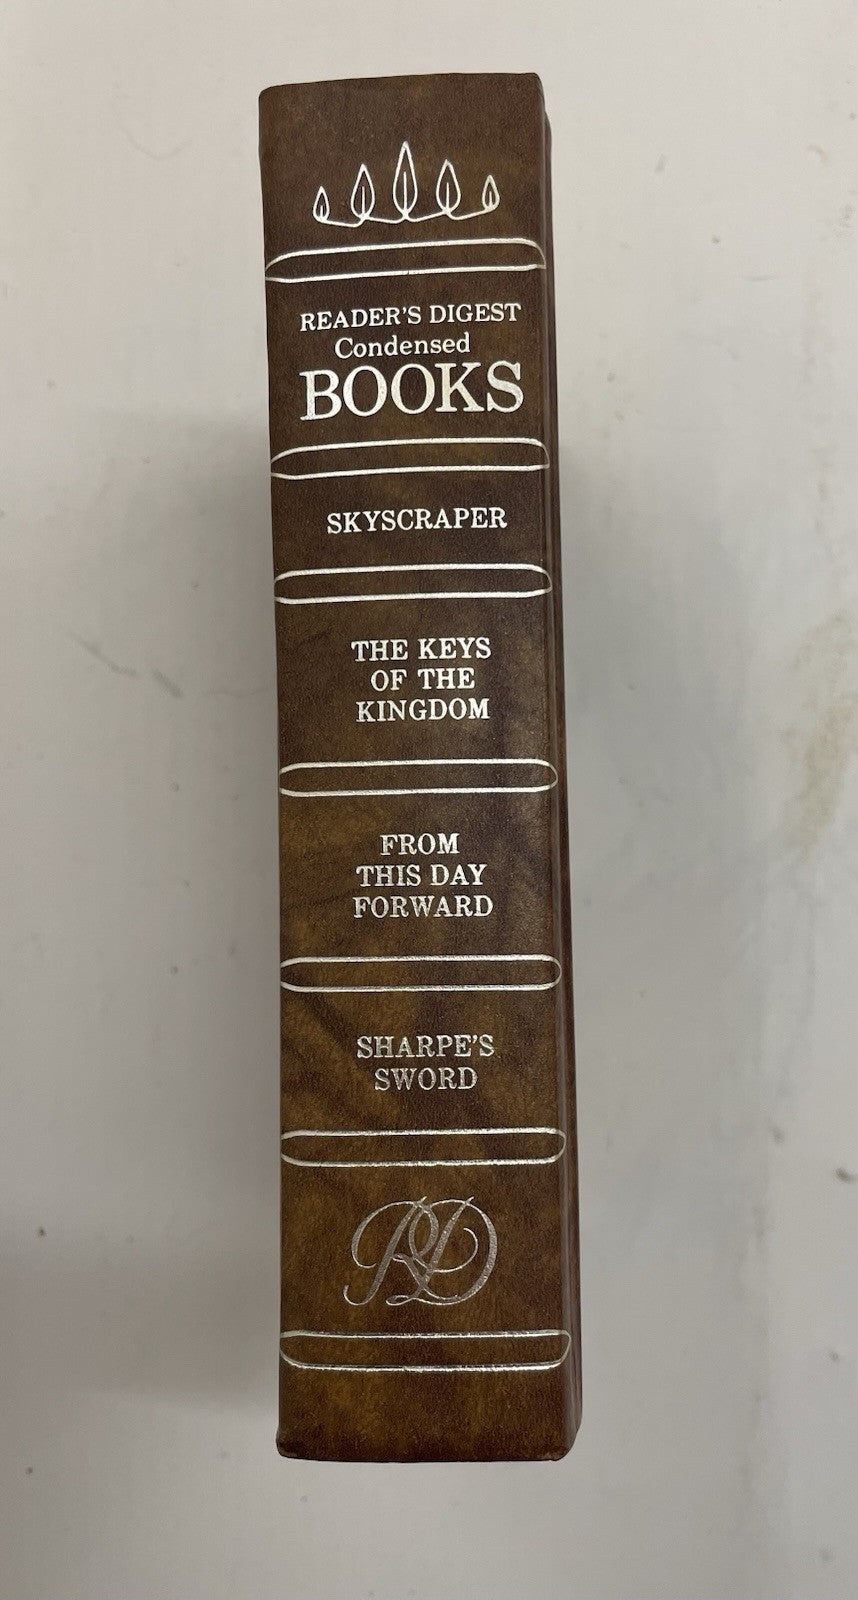 READER'S DIGEST
Condensed
BOOKS
SKYSCRAPER
THE KEYS
OF THE
KINGDOM
FROM
THIS DAY
FORWARD
SHARPE'S
SWORD
RD